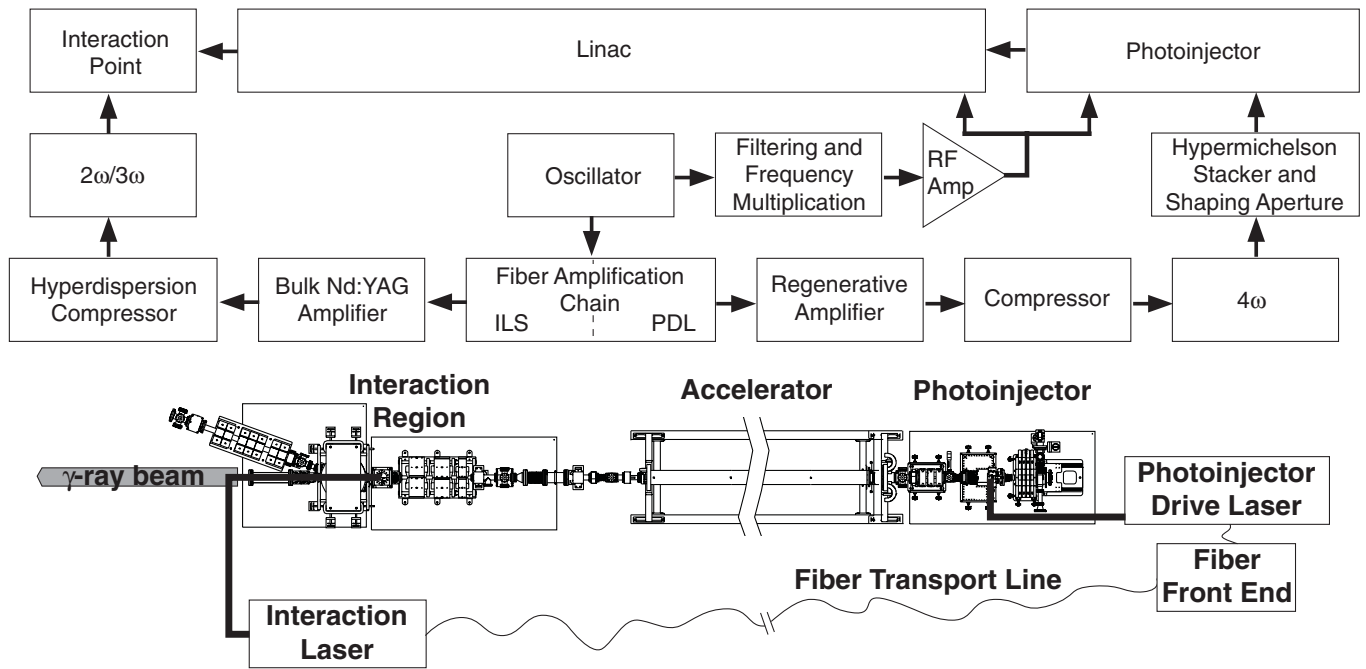 Interaction
Point
Linac
Photoinjector
2ω/3ω
Oscillator
Filtering and
Frequency
Multiplication
RF
Amp
Hypermichelson
Stacker and
Shaping Aperture
Hyperdispersion
Compressor
Bulk Nd:YAG
Amplifier
Fiber Amplification
Chain
ILS
PDL
Regenerative
Amplifier
Compressor
4ω
Interaction
Region
Accelerator
Photoinjector
γ-ray beam
Photoinjector
Drive Laser
Fiber Transport Line
Fiber
Front End
Interaction
Laser